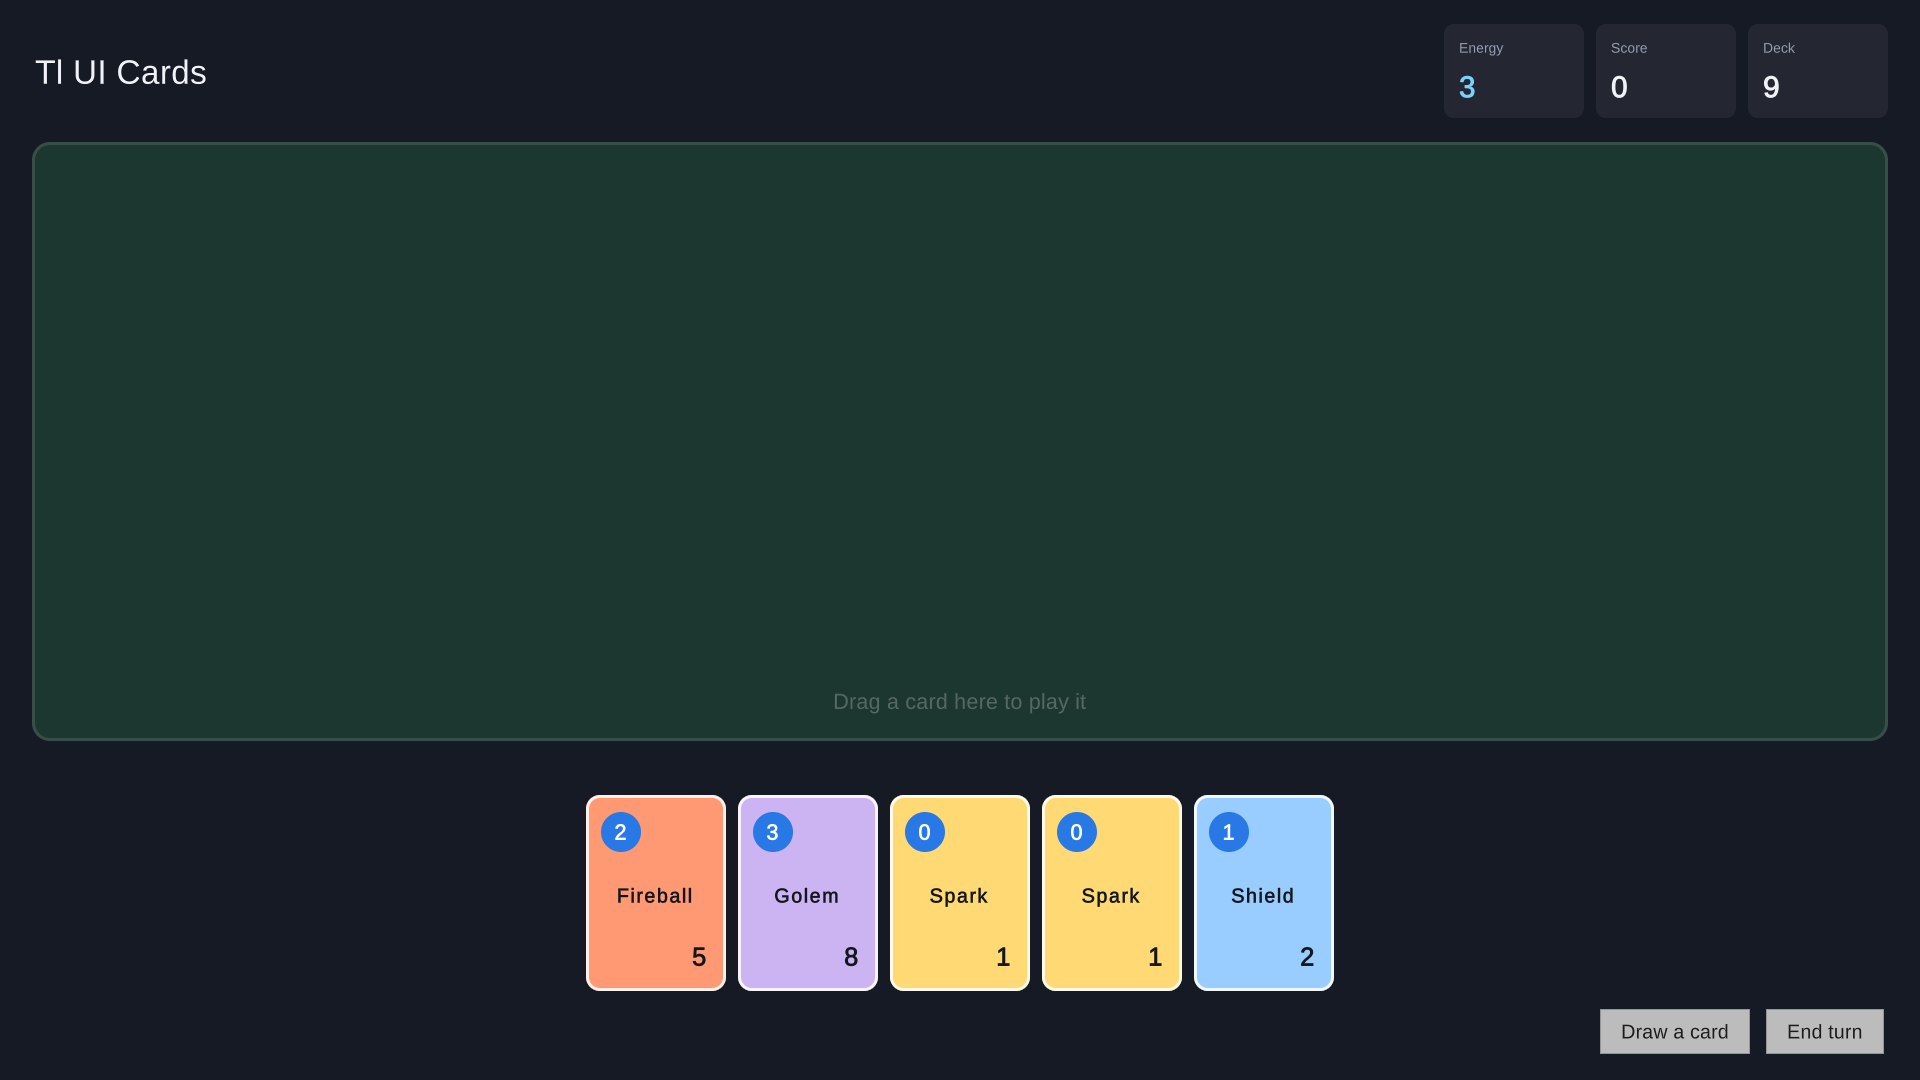 Tl UI Cards
Energy
3
Score
0
Deck
9
Drag a card here to play it
2
Fireball
5
3
Golem
8
0
Spark
1
0
Spark
1
1
Shield
2
Draw a card
End turn